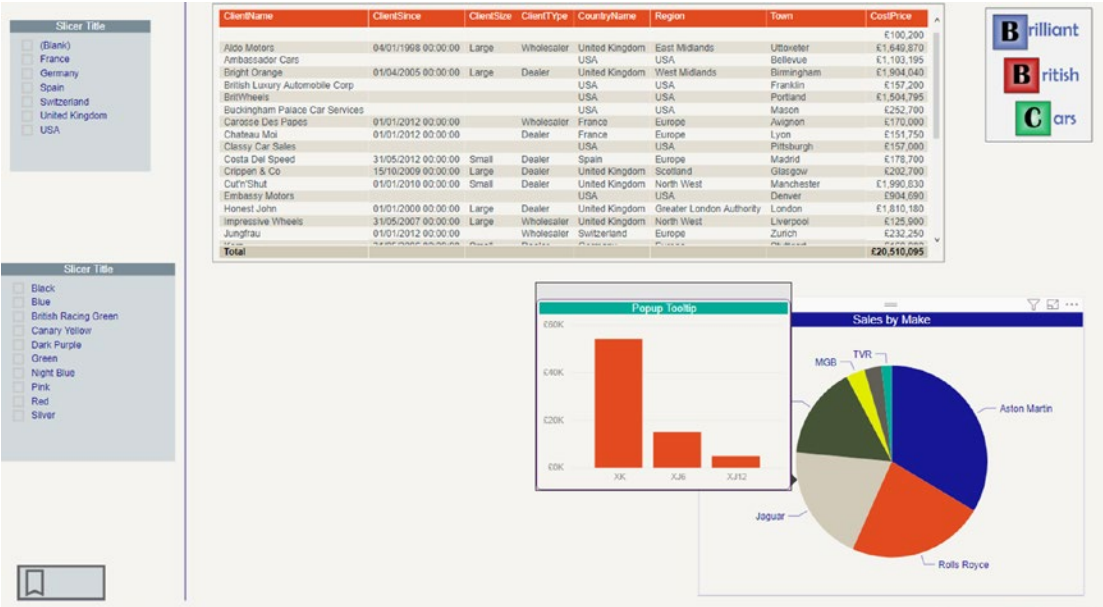 Slicer Title
(Blank)
France
Germany
Spain
Switzerland
United Kingdom
USA
ClientName ClientSince ClientSize ClientTYpe CountryName Region Town CostPrice
£100,200
Aldo Motors 04/01/1998 00:00:00 Large Wholesaler United Kingdom East Midlands Uttoxeter £1,649,870
Ambassador Cars USA USA Bellevue £1,103,195
Bright Orange 01/04/2005 00:00:00 Large Dealer United Kingdom West Midlands Birmingham £1,904,040
British Luxury Automobile Corp USA USA Franklin £157,200
BritWheels USA USA Portland £1,504,795
Buckingham Palace Car Services USA USA Mason £252,700
Carosse Des Papes 01/01/2012 00:00:00 Wholesaler France Europe Avignon £170,000
Chateau Moi 01/01/2012 00:00:00 Dealer France Europe Lyon £151,750
Classy Car Sales USA USA Pittsburgh £157,000
Costa Del Speed 31/05/2012 00:00:00 Small Dealer Spain Europe Madrid £178,700
Crippen & Co 15/10/2009 00:00:00 Large Dealer United Kingdom Scotland Glasgow £202,700
Cut'n'Shut 01/01/2010 00:00:00 Small Dealer United Kingdom North West Manchester £1,990,830
Embassy Motors USA USA Denver £904,690
Honest John 01/01/2000 00:00:00 Large Dealer United Kingdom Greater London Authority London £1,810,180
Impressive Wheels 31/05/2007 00:00:00 Large Wholesaler United Kingdom North West Liverpool £125,900
Jungfrau 01/01/2012 00:00:00 Wholesaler Switzerland Europe Zurich £232,250
Total £20,510,095
Brilliant
British
Cars
Slicer Title
Black
Blue
British Racing Green
Canary Yellow
Dark Purple
Green
Night Blue
Pink
Red
Silver
Popup Tooltip
£60K
£40K
£20K
£0K
XK XJ6 XJ12
Sales by Make
TVR
MGB
Aston Martin
Jaguar
Rolls Royce